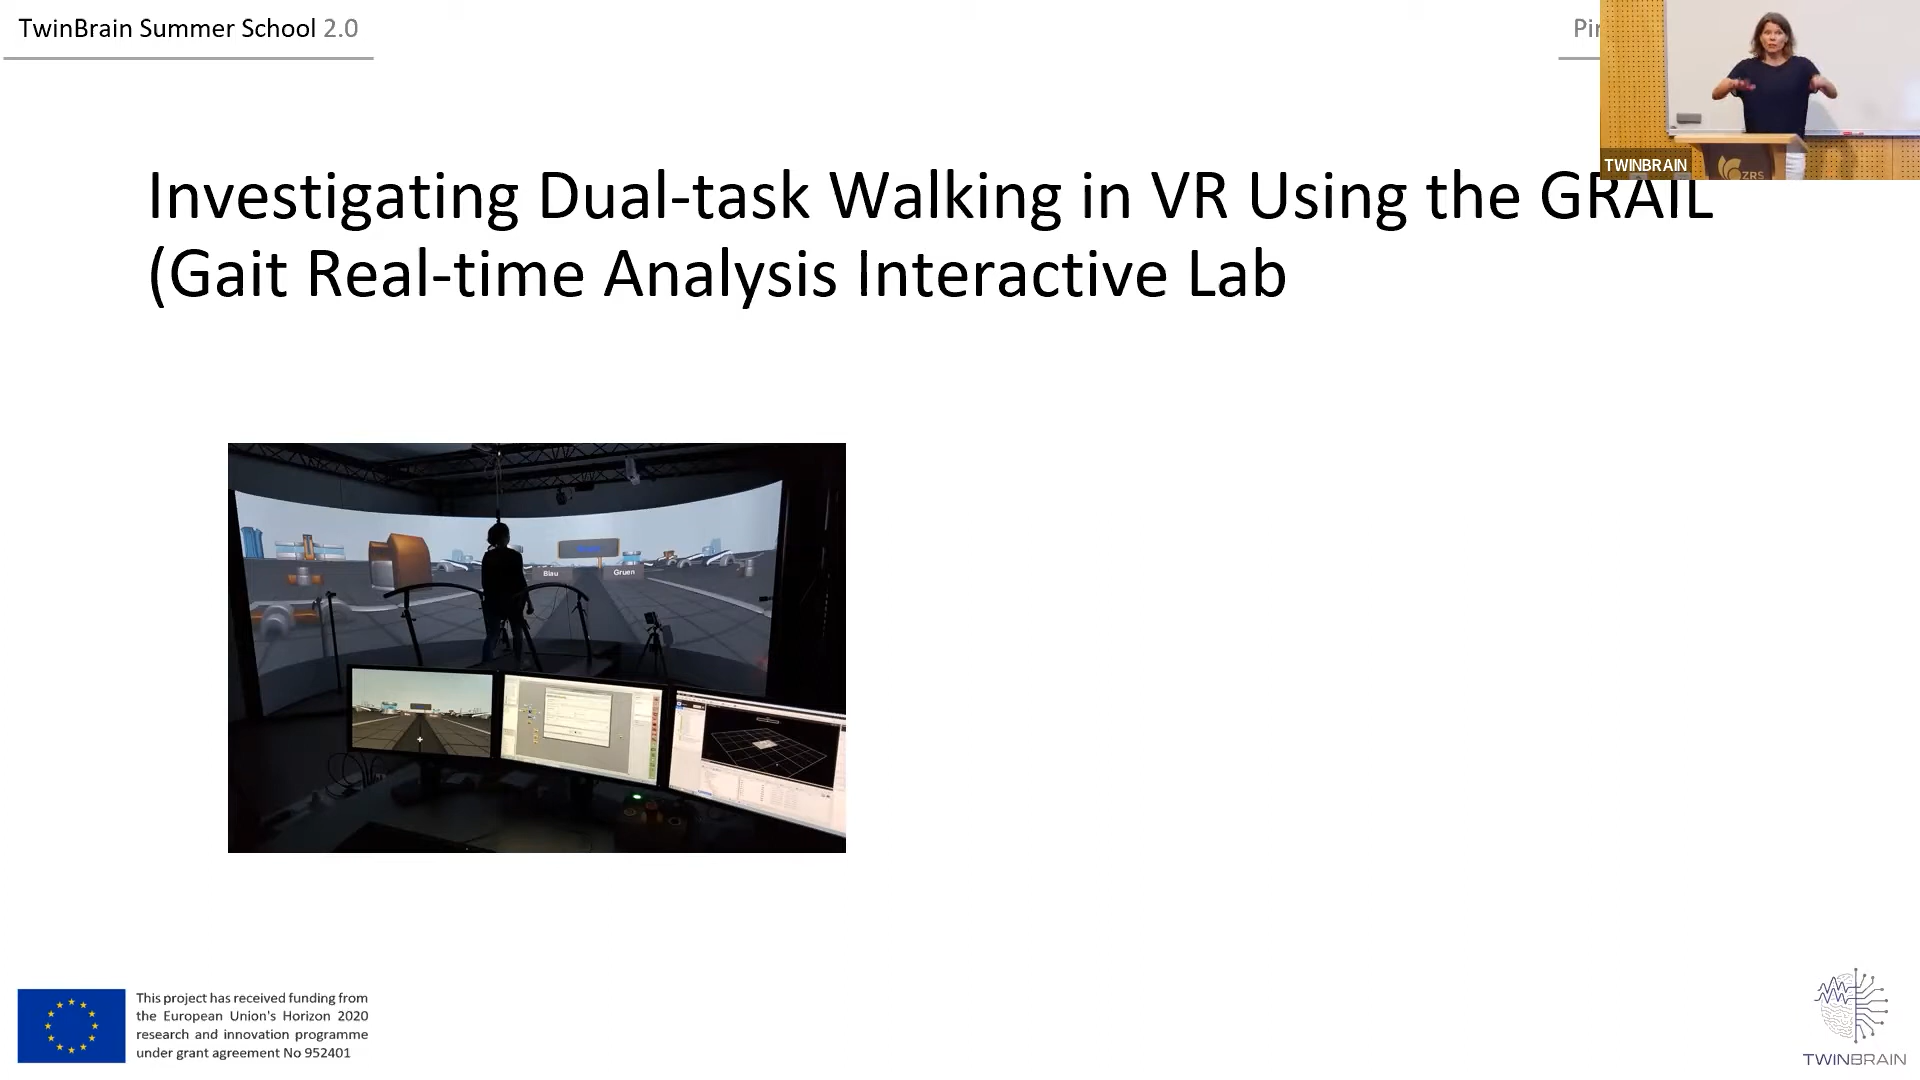 TwinBrain Summer School 2.0
TWINBRAIN
ZRS
Investigating Dual-task Walking in VR Using the GRAIL
(Gait Real-time Analysis Interactive Lab
Blau
Gruen
This project has received funding from
the European Union's Horizon 2020
research and innovation programme
under grant agreement No 952401
TWINBRAIN